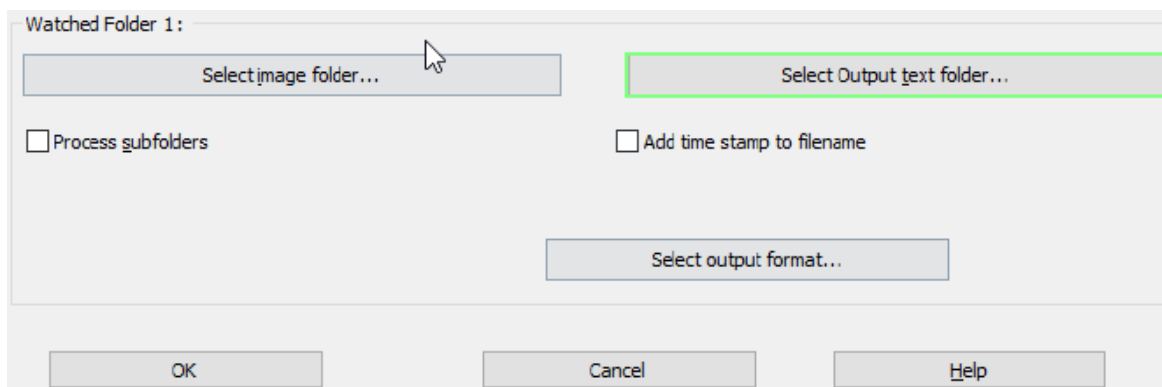 Watched Folder 1:
Select image folder... Select Output text folder...
Process subfolders Add time stamp to filename
Select output format...
OK Cancel Help